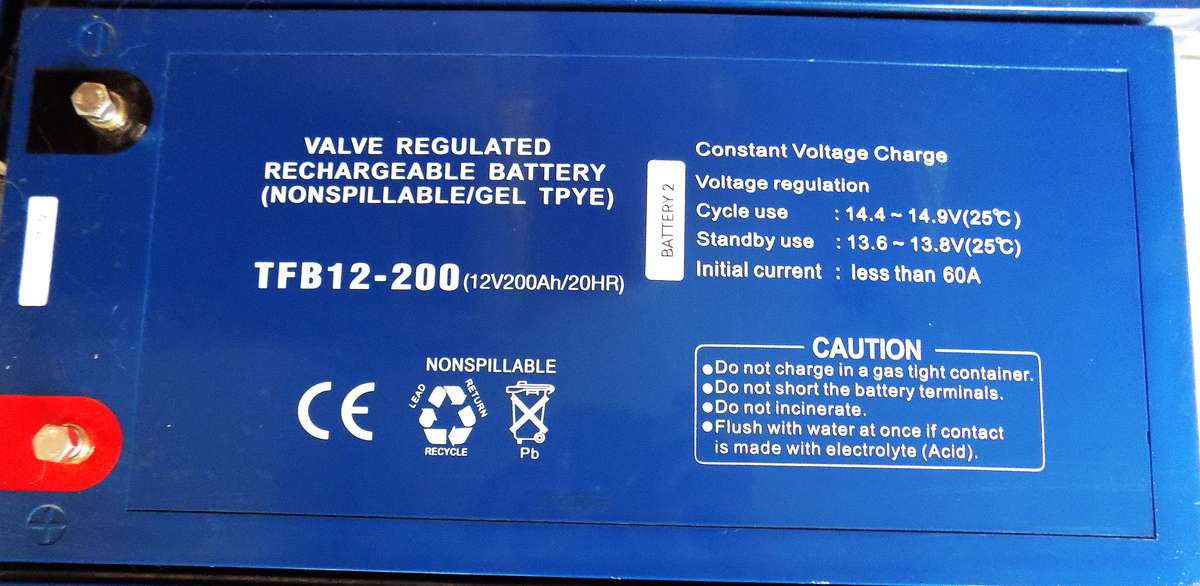 VALVE REGULATED
RECHARGEABLE BATTERY
(NONSPILLABLE/GEL TPYE)
TFB12-200 (12V200Ah/20HR)
NONSPILLABLE
CE
LEAD
RETURN
RECYCLE
Pb
BATTERY 2
Constant Voltage Charge
Voltage regulation
Cycle use : 14.4 ~ 14.9V(25℃)
Standby use : 13.6 ~ 13.8V(25℃)
Initial current : less than 60A
CAUTION
●Do not charge in a gas tight container.
●Do not short the battery terminals.
●Do not incinerate.
●Flush with water at once if contact
is made with electrolyte (Acid).